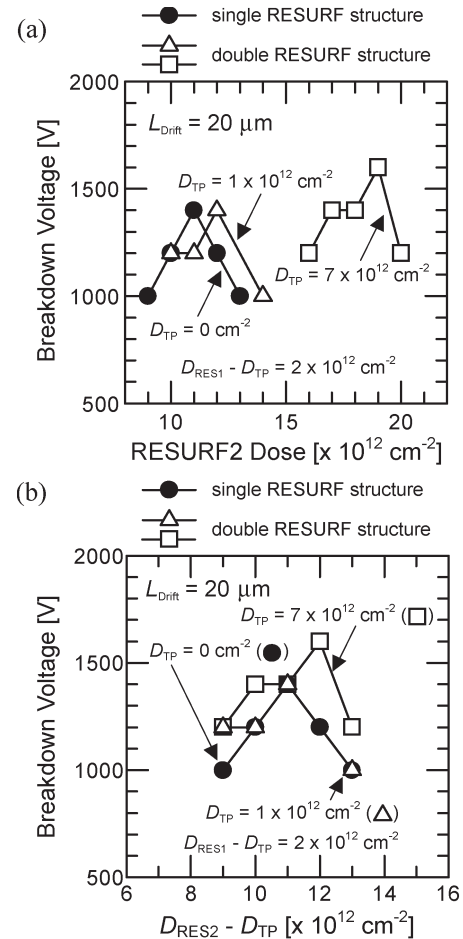 (a)
single RESURF structure
double RESURF structure
Breakdown Voltage [V]
2000
1500
1000
500
L_Drift = 20 μm
D_TP = 1 x 10^12 cm^-2
D_TP = 7 x 10^12 cm^-2
D_TP = 0 cm^-2
D_RES1 - D_TP = 2 x 10^12 cm^-2
10 15 20
RESURF2 Dose [x 10^12 cm^-2]
(b)
single RESURF structure
double RESURF structure
Breakdown Voltage [V]
2000
1500
1000
500
L_Drift = 20 μm
D_TP = 7 x 10^12 cm^-2 (□)
D_TP = 0 cm^-2 (●)
D_TP = 1 x 10^12 cm^-2 (△)
D_RES1 - D_TP = 2 x 10^12 cm^-2
6 8 10 12 14 16
D_RES2 - D_TP [x 10^12 cm^-2]